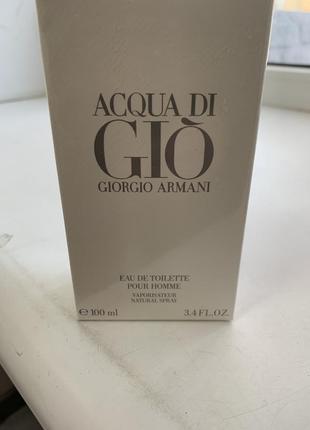 ACQUA DI
GIÒ
GIORGIO ARMANI
EAU DE TOILETTE
POUR HOMME
VAPORISATEUR
NATURAL SPRAY
℮ 100 ml 3.4 FL.OZ.